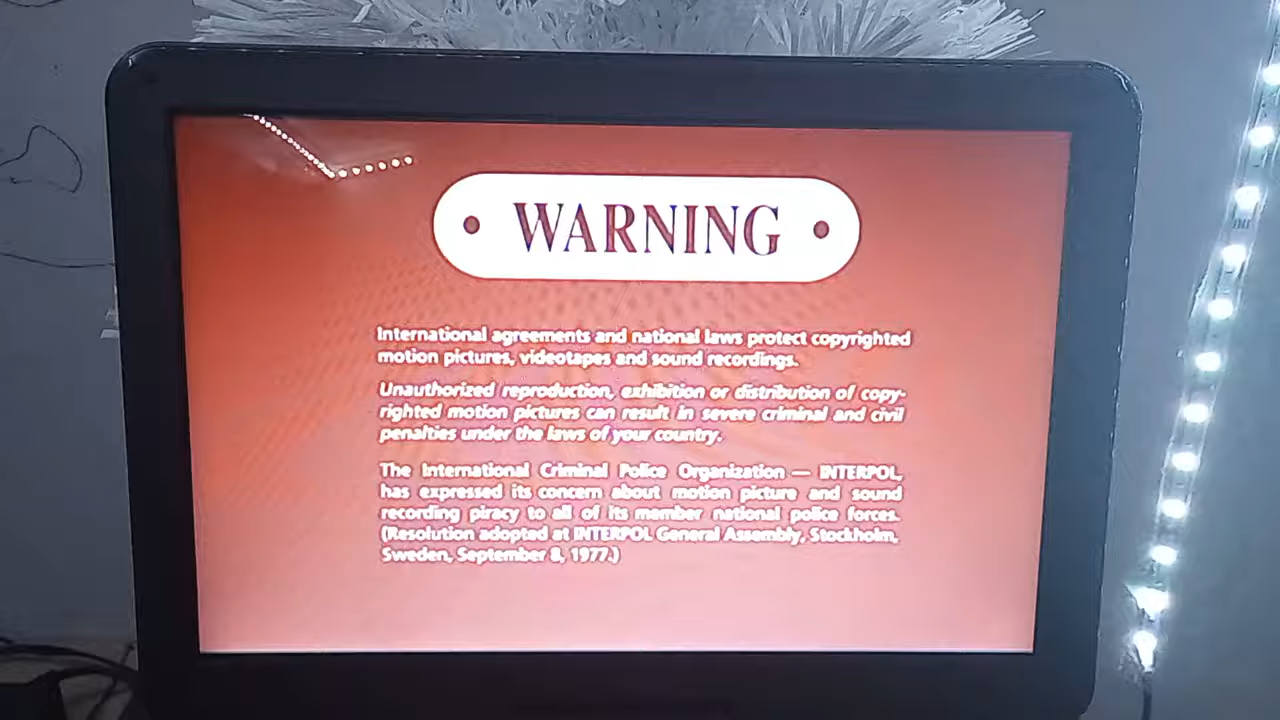 WARNING
International agreements and national laws protect copyrighted
motion pictures, videotapes and sound recordings.
Unauthorized reproduction, exhibition or distribution of copy-
righted motion pictures can result in severe criminal and civil
penalties under the laws of your country.
The International Criminal Police Organization — INTERPOL,
has expressed its concern about motion picture and sound
recording piracy to all of its member national police forces.
(Resolution adopted at INTERPOL General Assembly, Stockholm,
Sweden, September 8, 1977.)